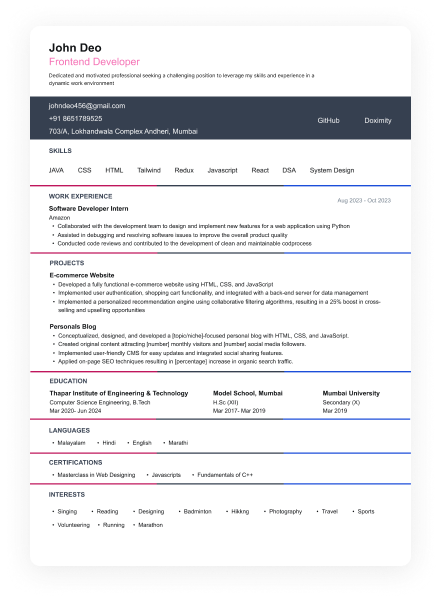 John Deo
Frontend Developer
Dedicated and motivated professional seeking a challenging position to leverage my skills and experience in a
dynamic work environment
johndeo456@gmail.com
+91 8651789525
703/A, Lokhandwala Complex Andheri, Mumbai
GitHub Doximity
SKILLS
JAVA CSS HTML Tailwind Redux Javascript React DSA System Design
WORK EXPERIENCE
Aug 2023 - Oct 2023
Software Developer Intern
Amazon
• Collaborated with the development team to design and implement new features for a web application using Python
• Assisted in debugging and resolving software issues to improve the overall product quality
• Conducted code reviews and contributed to the development of clean and maintainable codprocess
PROJECTS
E-commerce Website
• Developed a fully functional e-commerce website using HTML, CSS, and JavaScript
• Implemented user authentication, shopping cart functionality, and integrated with a back-end server for data management
• Implemented a personalized recommendation engine using collaborative filtering algorithms, resulting in a 25% boost in cross-
selling and upselling opportunities
Personals Blog
• Conceptualized, designed, and developed a [topic/niche]-focused personal blog with HTML, CSS, and JavaScript.
• Created original content attracting [number] monthly visitors and [number] social media followers.
• Implemented user-friendly CMS for easy updates and integrated social sharing features.
• Applied on-page SEO techniques resulting in [percentage] increase in organic search traffic.
EDUCATION
Thapar Institute of Engineering & Technology Model School, Mumbai Mumbai University
Computer Science Engineering, B.Tech H.Sc (XII) Secondary (X)
Mar 2020- Jun 2024 Mar 2017- Mar 2019 Mar 2019
LANGUAGES
• Malayalam • Hindi • English • Marathi
CERTIFICATIONS
• Masterclass in Web Designing • Javascripts • Fundamentals of C++
INTERESTS
• Singing • Reading • Designing • Badminton • Hikkng • Photography • Travel • Sports
• Volunteering • Running • Marathon